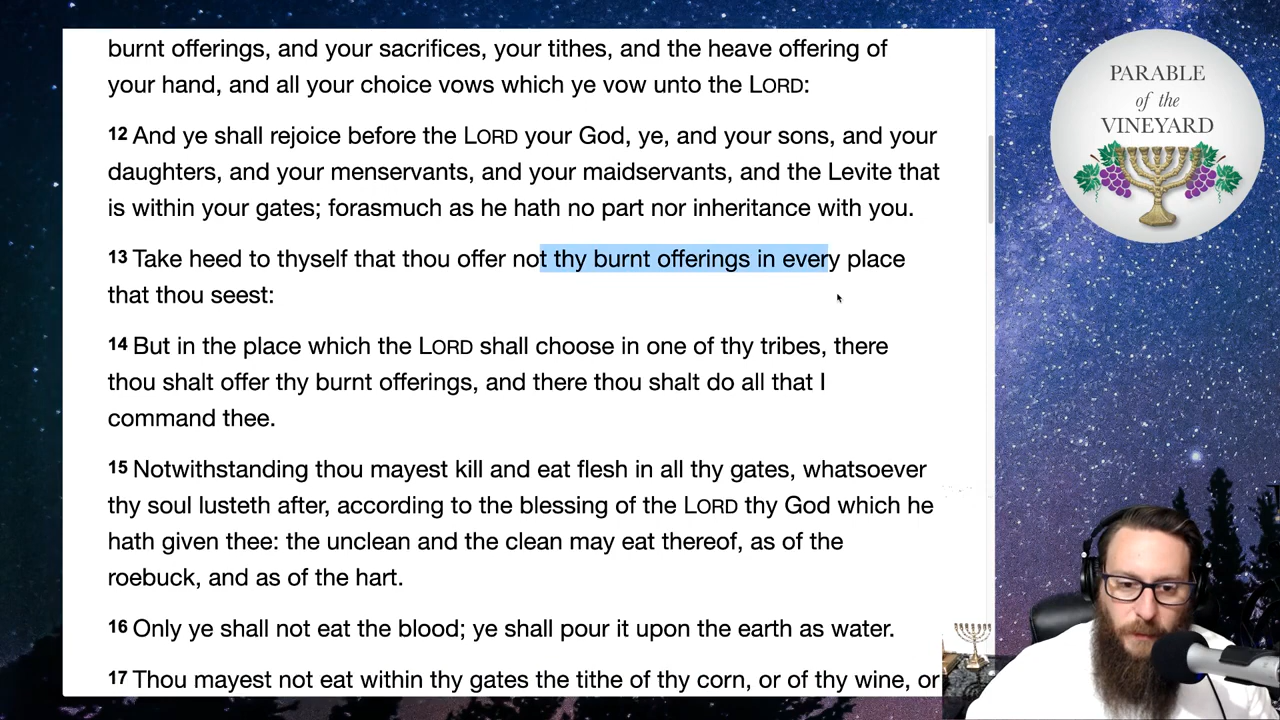 burnt offerings, and your sacrifices, your tithes, and the heave offering of
your hand, and all your choice vows which ye vow unto the LORD:
12 And ye shall rejoice before the LORD your God, ye, and your sons, and your
daughters, and your menservants, and your maidservants, and the Levite that
is within your gates; forasmuch as he hath no part nor inheritance with you.
13 Take heed to thyself that thou offer not thy burnt offerings in every place
that thou seest:
14 But in the place which the LORD shall choose in one of thy tribes, there
thou shalt offer thy burnt offerings, and there thou shalt do all that I
command thee.
15 Notwithstanding thou mayest kill and eat flesh in all thy gates, whatsoever
thy soul lusteth after, according to the blessing of the LORD thy God which he
hath given thee: the unclean and the clean may eat thereof, as of the
roebuck, and as of the hart.
16 Only ye shall not eat the blood; ye shall pour it upon the earth as water.
17 Thou mayest not eat within thy gates the tithe of thy corn, or of thy wine, or
PARABLE
of the
VINEYARD